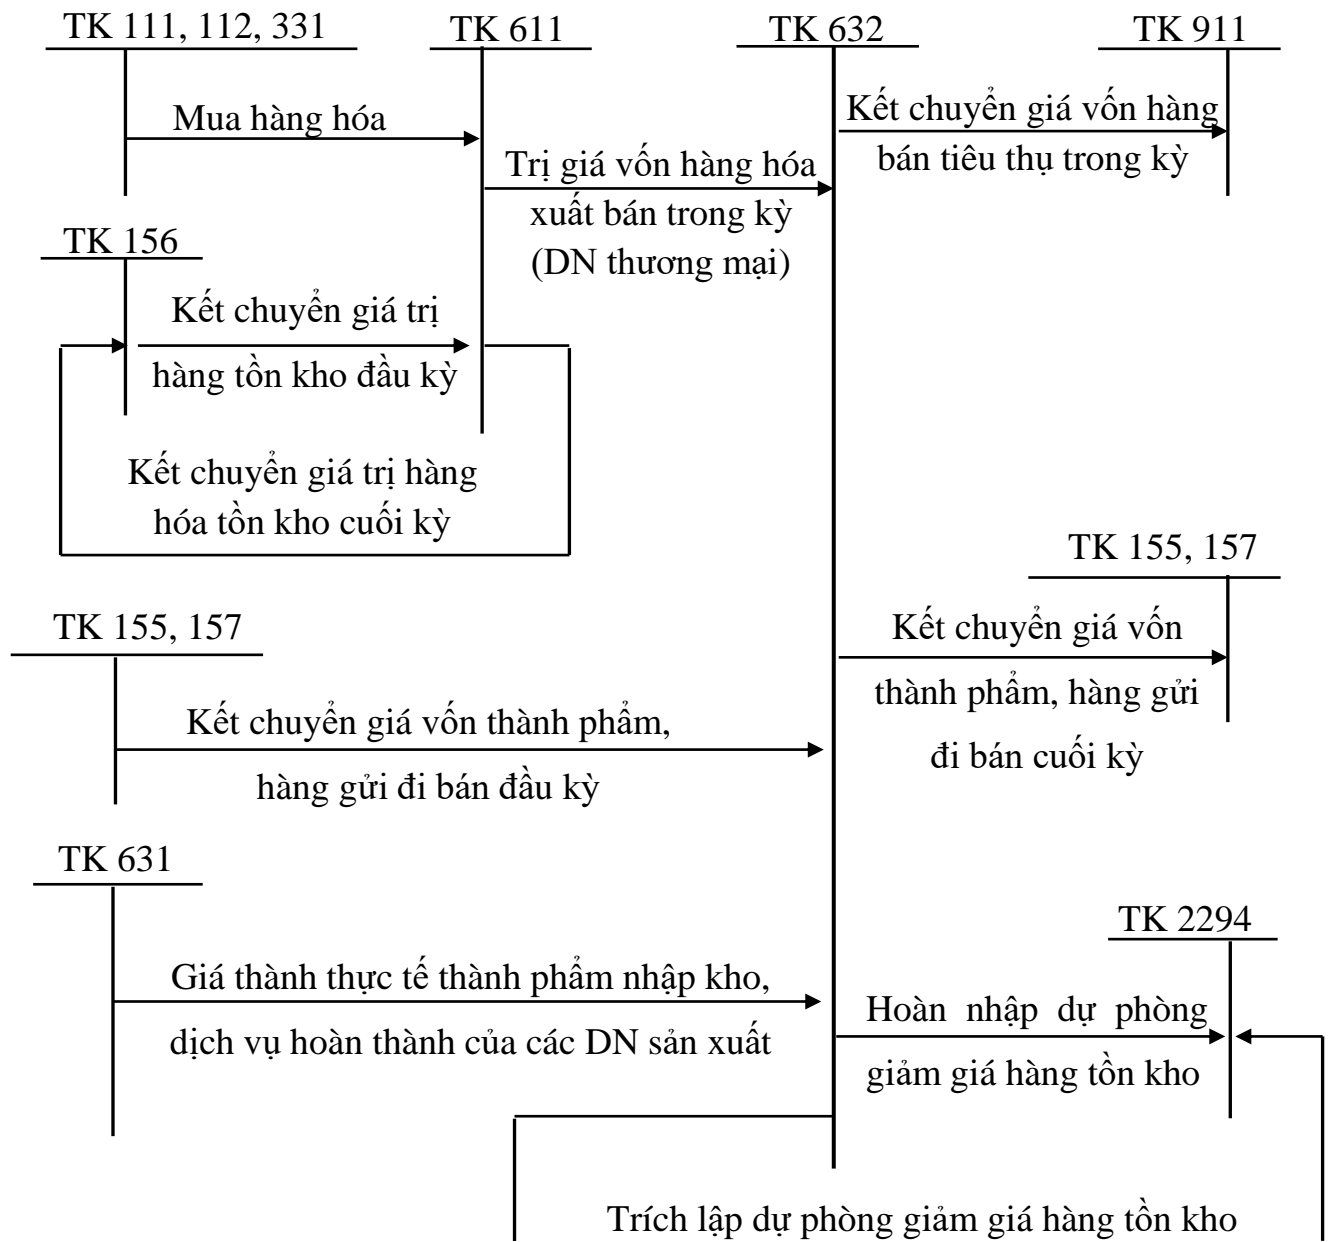 TK 111, 112, 331
TK 611
TK 632
TK 911
Mua hàng hóa
Kết chuyển giá vốn hàng
bán tiêu thụ trong kỳ
Trị giá vốn hàng hóa
xuất bán trong kỳ
(DN thương mại)
TK 156
Kết chuyển giá trị
hàng tồn kho đầu kỳ
Kết chuyển giá trị hàng
hóa tồn kho cuối kỳ
TK 155, 157
Kết chuyển giá vốn
thành phẩm, hàng gửi
đi bán cuối kỳ
TK 155, 157
Kết chuyển giá vốn thành phẩm,
hàng gửi đi bán đầu kỳ
TK 631
Giá thành thực tế thành phẩm nhập kho,
dịch vụ hoàn thành của các DN sản xuất
TK 2294
Hoàn nhập dự phòng
giảm giá hàng tồn kho
Trích lập dự phòng giảm giá hàng tồn kho